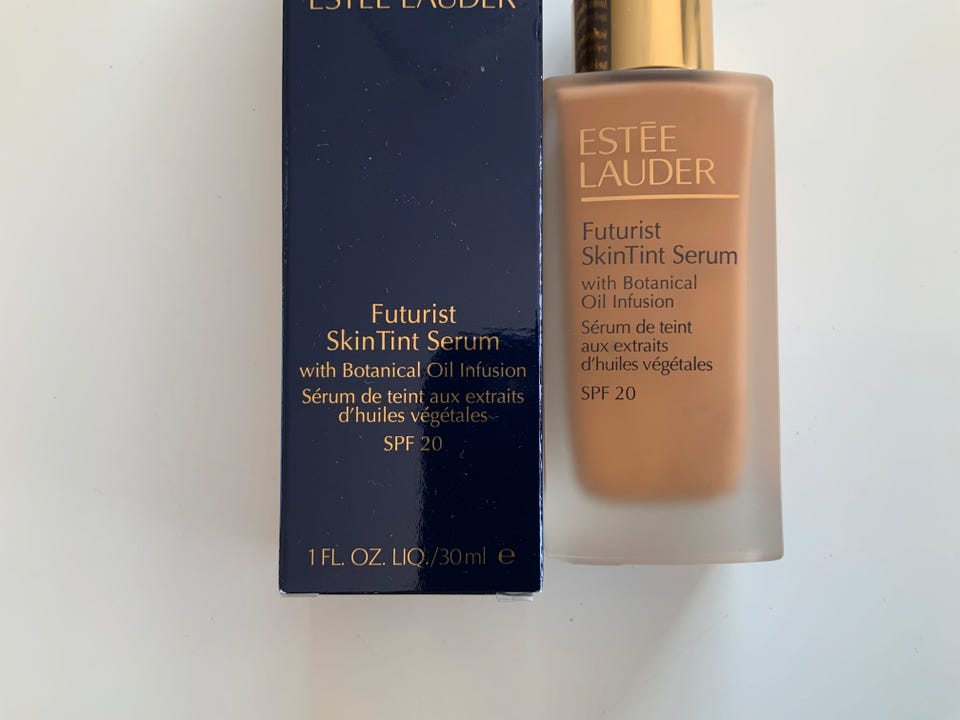 ESTĒE LAUDER
Futurist
SkinTint Serum
with Botanical Oil Infusion
Sérum de teint aux extraits
d'huiles végétales
SPF 20
1 FL. OZ. LIQ./30 ml ℮
ESTĒE
LAUDER
Futurist
SkinTint Serum
with Botanical
Oil Infusion
Sérum de teint
aux extraits
d'huiles végétales
SPF 20